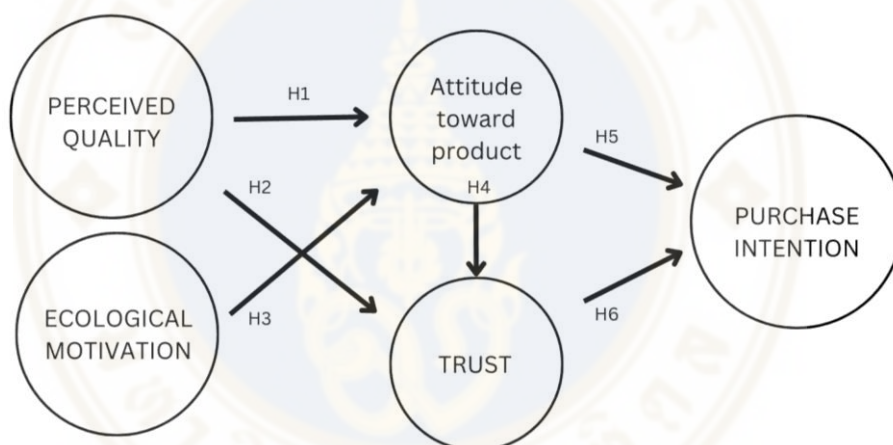 PERCEIVED
QUALITY
H1
Attitude
toward
product
H5
H2
H4
PURCHASE
INTENTION
ECOLOGICAL
MOTIVATION
H3
TRUST
H6